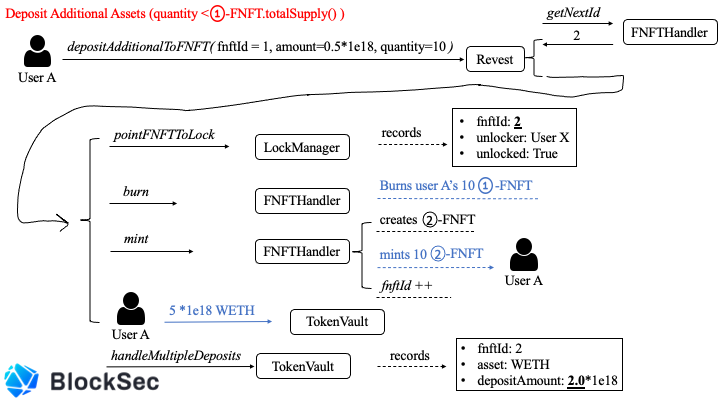 Deposit Additional Assets (quantity <①-FNFT.totalSupply() )
getNextId
FNFTHandler
2
depositAdditionalToFNFT( fnftId = 1, amount=0.5*1e18, quantity=10 )
Revest
User A
pointFNFTToLock
LockManager
records
• fnftId: 2
• unlocker: User X
• unlocked: True
burn
FNFTHandler
Burns user A's 10 ①-FNFT
mint
FNFTHandler
creates ②-FNFT
mints 10 ②-FNFT
User A
fnftId ++
User A
5 *1e18 WETH
TokenVault
handleMultipleDeposits
TokenVault
records
• fnftId: 2
• asset: WETH
• depositAmount: 2.0*1e18
BlockSec